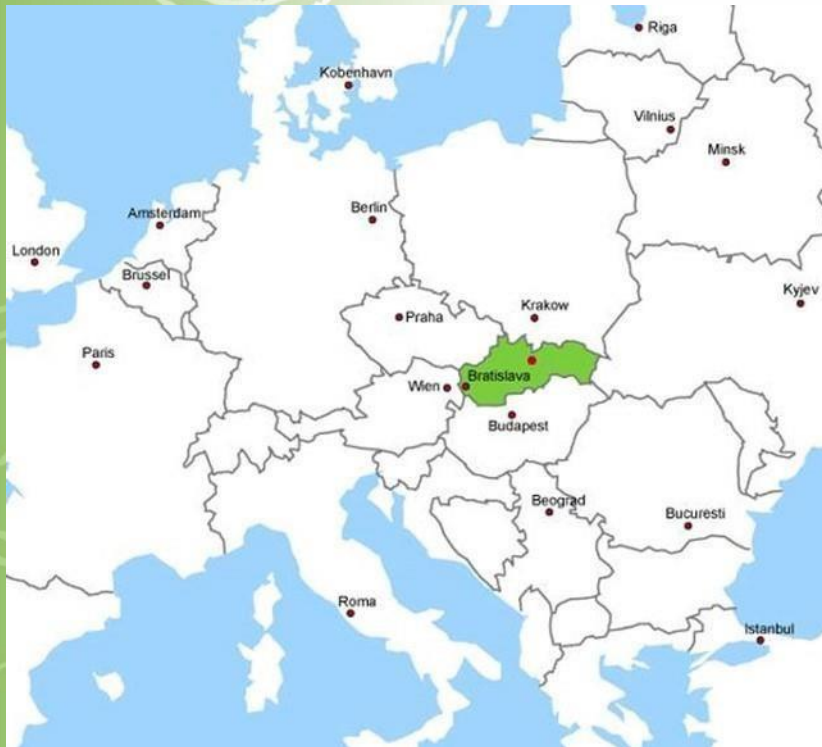 Riga
Kobenhavn
Vilnius
Minsk
Amsterdam
Berlin
London
Brussel
Kyjev
Praha
Krakow
Paris
Wien
Bratislava
Budapest
Beograd
Bucuresti
Roma
Istanbul